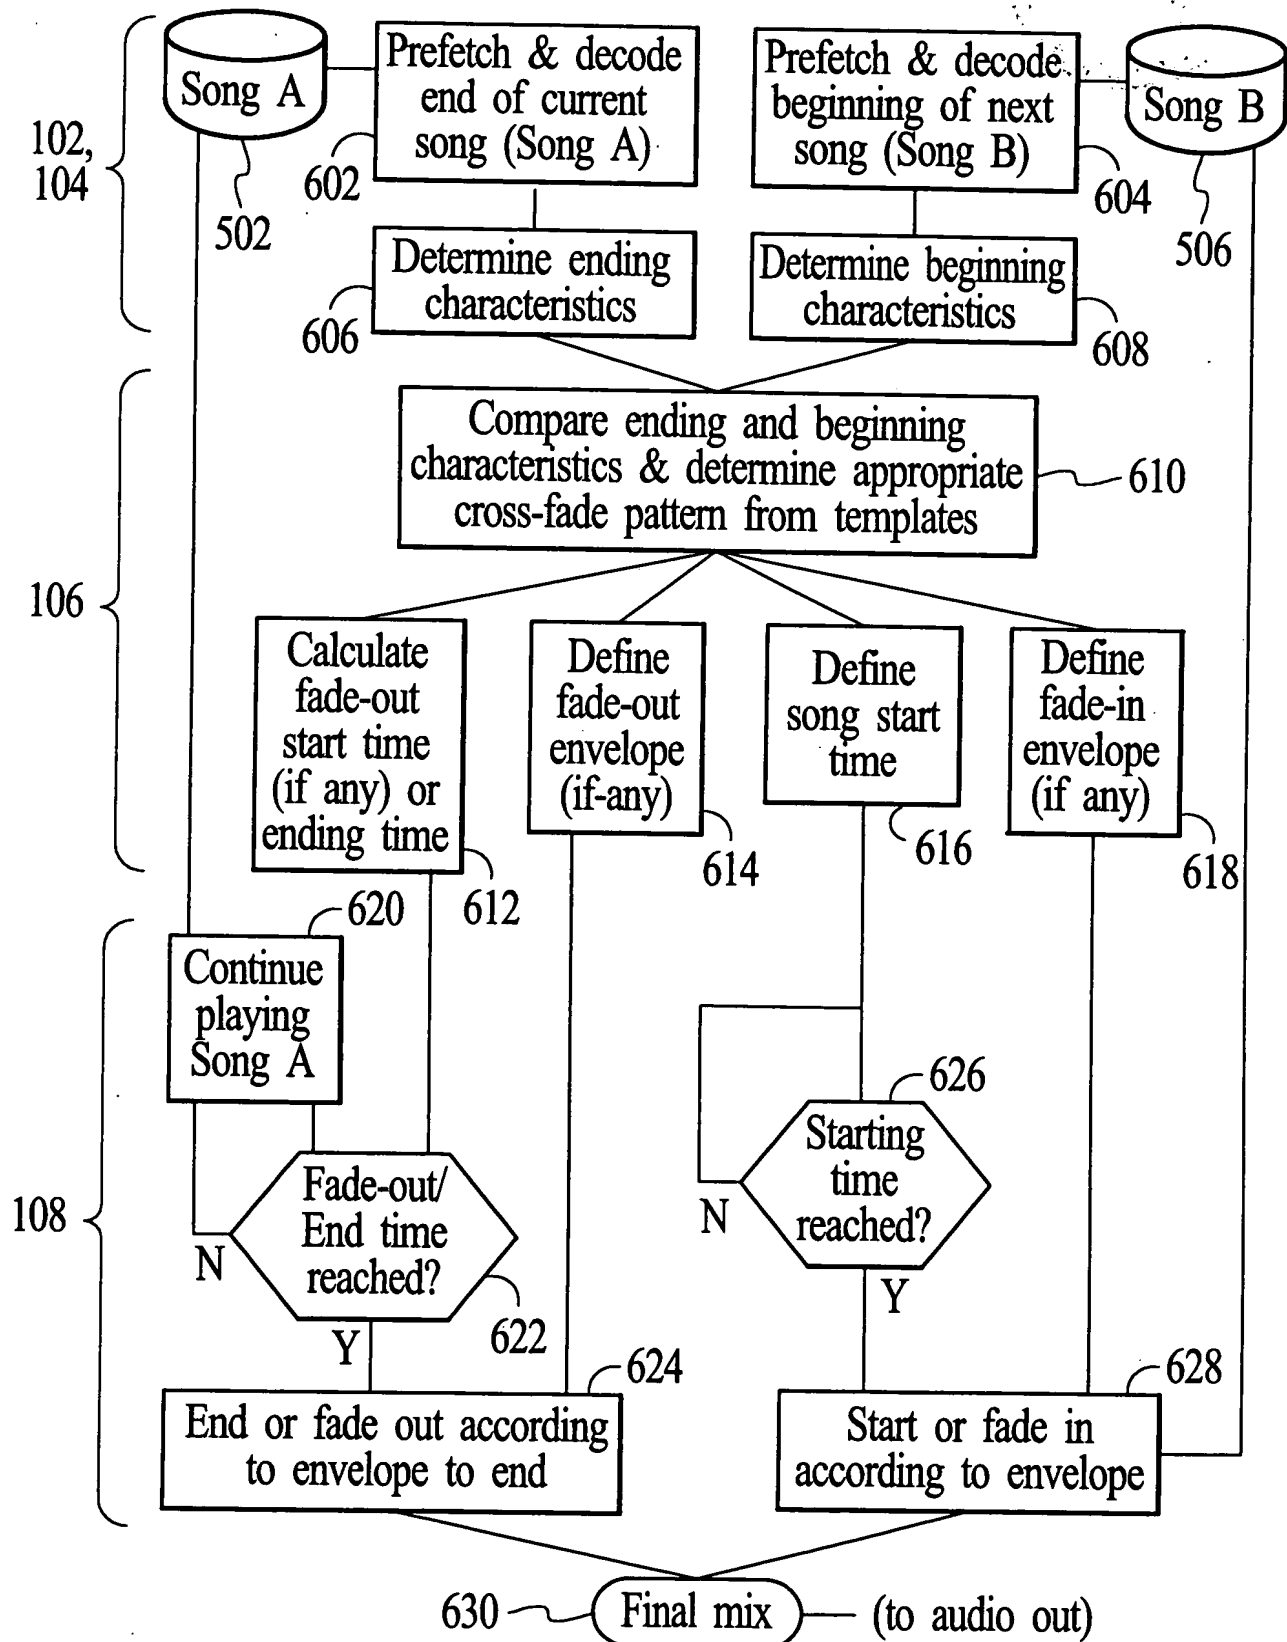 Song A
Prefetch & decode
end of current
song (Song A)
Prefetch & decode
beginning of next
song (Song B)
Song B
102,
104
602
604
502
506
Determine ending
characteristics
Determine beginning
characteristics
606
608
Compare ending and beginning
characteristics & determine appropriate
cross-fade pattern from templates
610
106
Calculate
fade-out
start time
(if any) or
ending time
Define
fade-out
envelope
(if-any)
Define
song start
time
Define
fade-in
envelope
(if any)
612
614
616
618
620
Continue
playing
Song A
626
Starting
time
reached?
N
Y
108
Fade-out/
End time
reached?
N
Y
622
624
628
End or fade out according
to envelope to end
Start or fade in
according to envelope
630
Final mix
(to audio out)